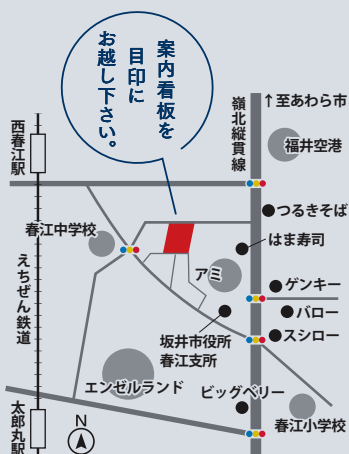 案内看板を
目印に
お越し下さい。
↑至あわら市
嶺北縦貫線
福井空港
西春江駅
つるきそば
春江中学校
はま寿司
アミ
ゲンキー
えちぜん鉄道
バロー
坂井市役所
春江支所
スシロー
エンゼルランド
ビッグベリー
太郎丸駅
N
春江小学校